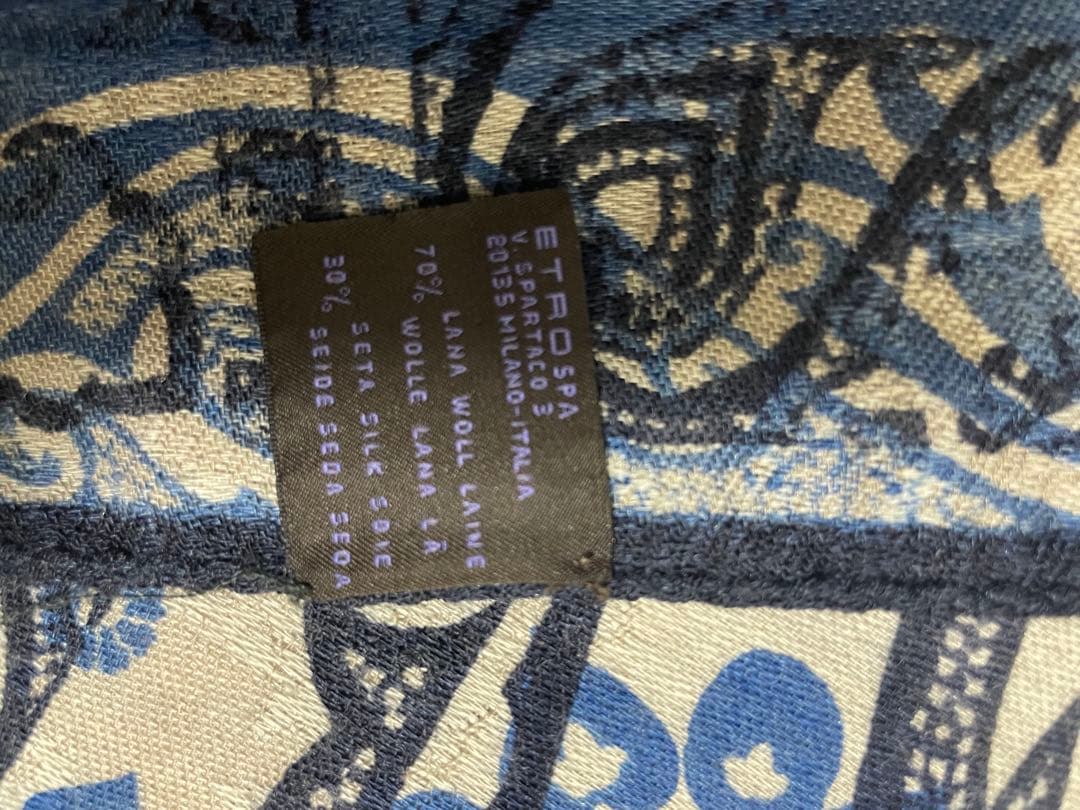 ETRO SPA
V SPARTACO 3
20135 MILANO-ITALIA
LANA WOLL LAINE
70% WOLLE LANA LÃ
SETA SILK SOIE
30% SEIDE SEDA SEDA